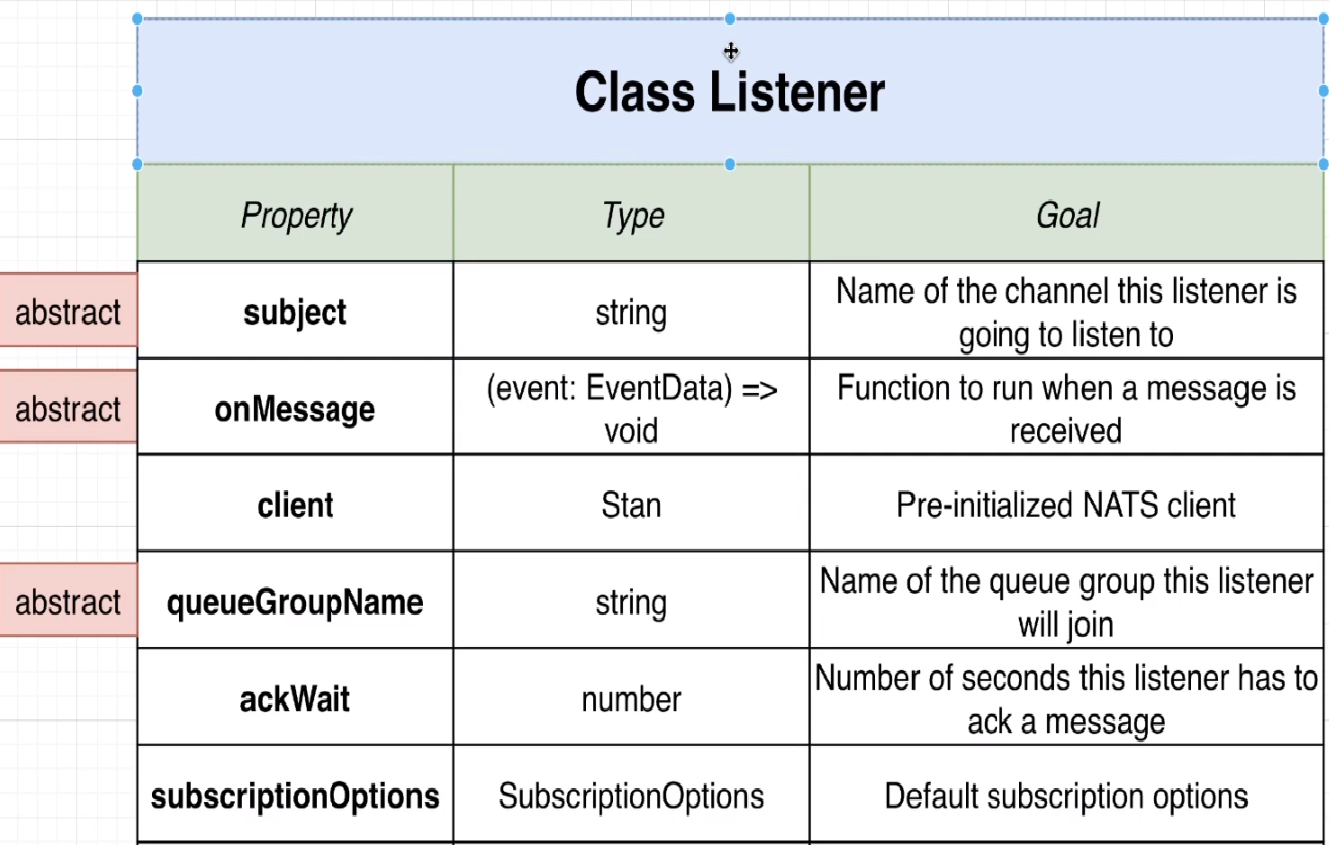 Class Listener
Property Type Goal
abstract subject string Name of the channel this listener is
going to listen to
abstract onMessage (event: EventData) => Function to run when a message is
void received
client Stan Pre-initialized NATS client
abstract queueGroupName string Name of the queue group this listener
will join
ackWait number Number of seconds this listener has to
ack a message
subscriptionOptions SubscriptionOptions Default subscription options